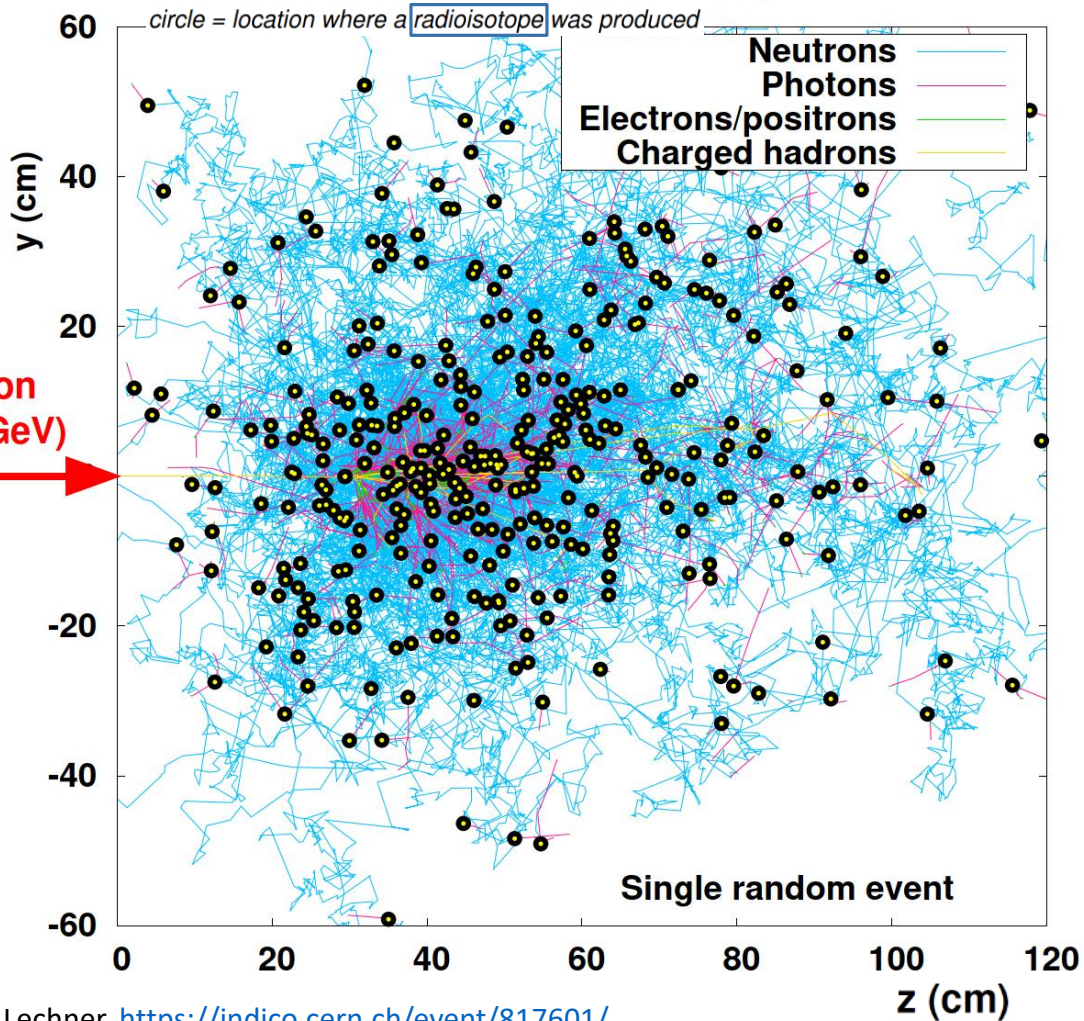 circle = location where a radioisotope was produced
Neutrons
Photons
Electrons/positrons
Charged hadrons
60
40
20
-20
-40
-60
y (cm)
on
GeV)
Single random event
0 20 40 60 80 100 120
z (cm)
Lechner, https://indico.cern.ch/event/817601/